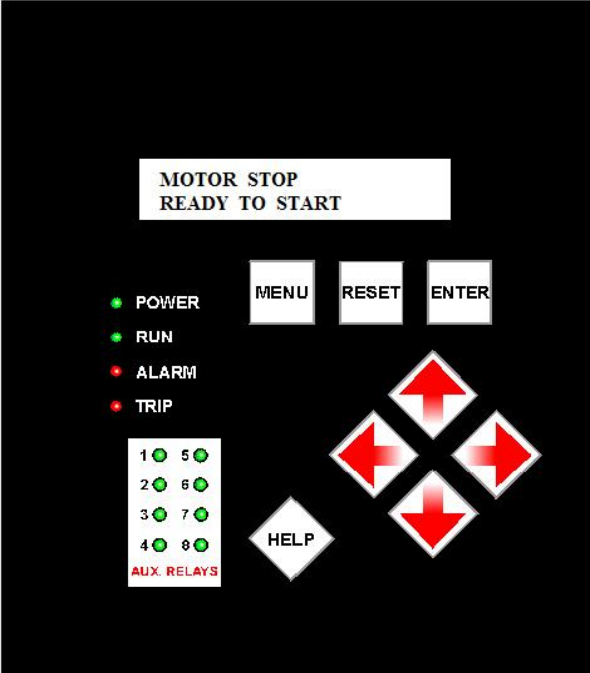 MOTOR STOP
READY TO START
MENU RESET ENTER
POWER
RUN
ALARM
TRIP
1 5
2 6
3 7
4 8
AUX. RELAYS
HELP